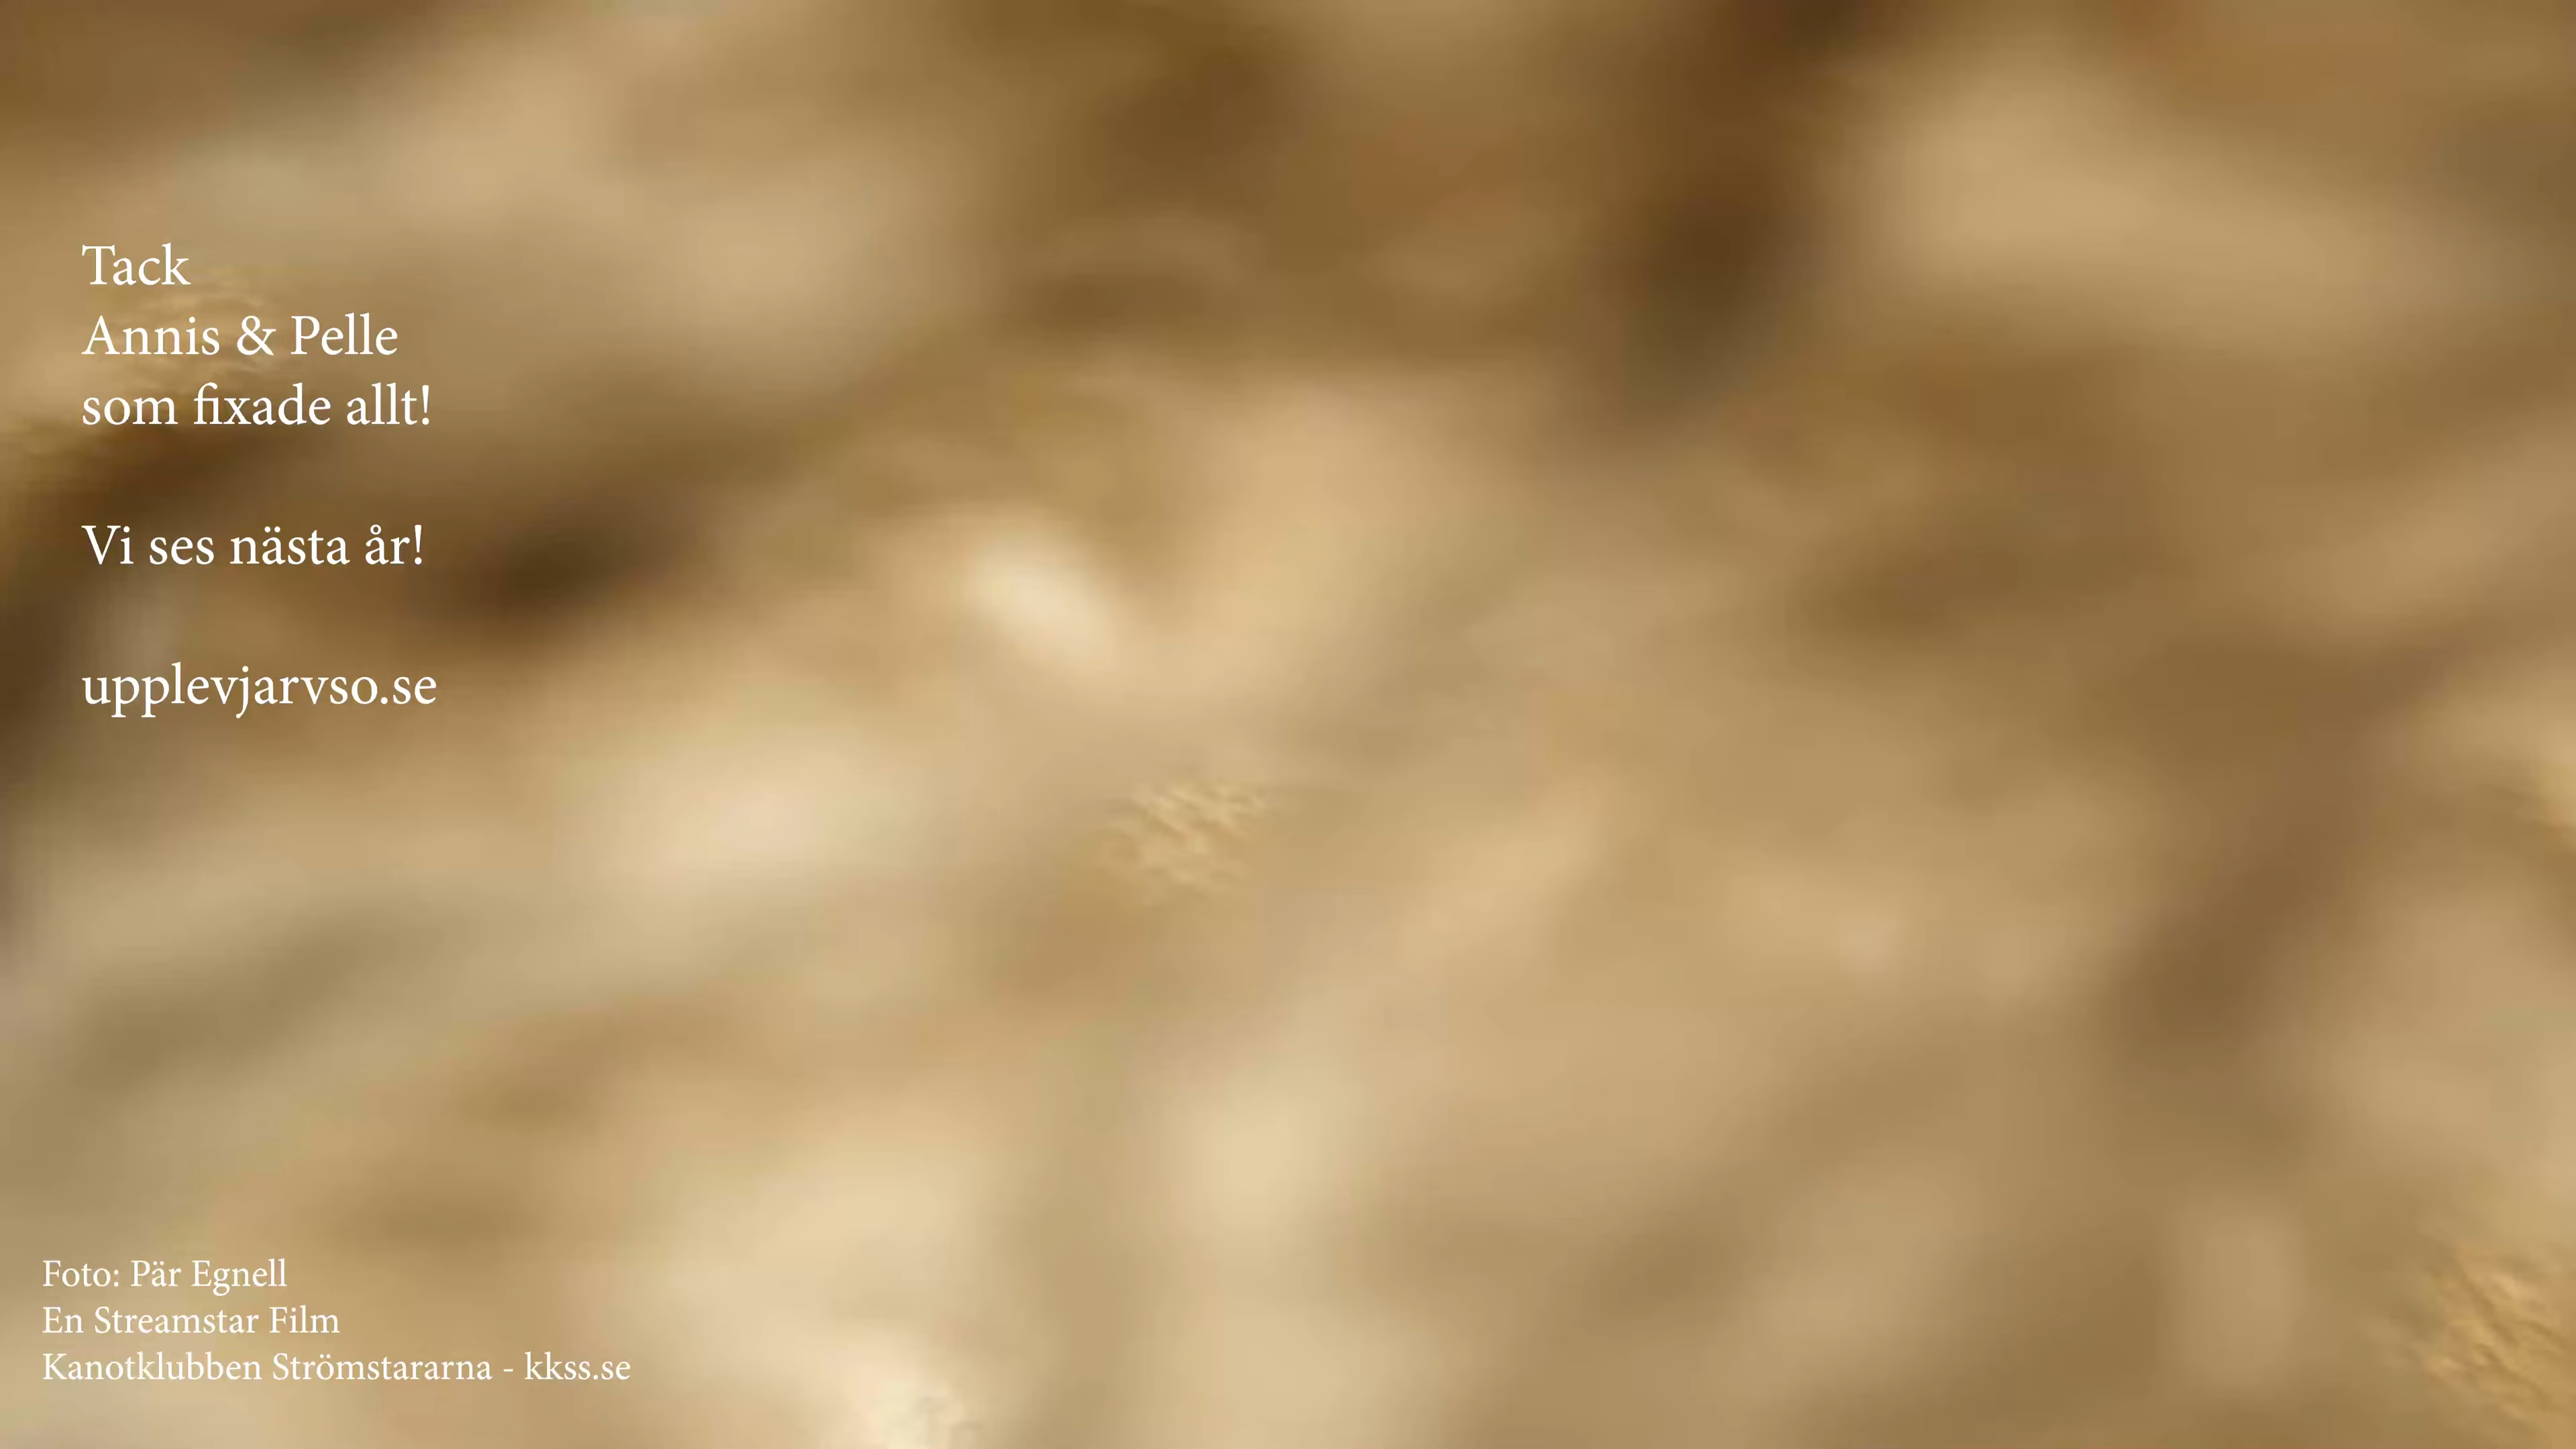 Tack
Annis & Pelle
som fixade allt!
Vi ses nästa år!
upplevjarvso.se
Foto: Pär Egnell
En Streamstar Film
Kanotklubben Strömstararna - kkss.se